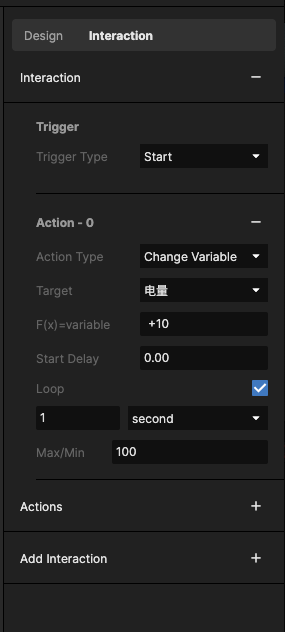 Design Interaction
Interaction
Trigger
Trigger Type Start
Action - 0
Action Type Change Variable
Target 电量
F(x)=variable +10
Start Delay 0.00
Loop
1 second
Max/Min 100
Actions
Add Interaction